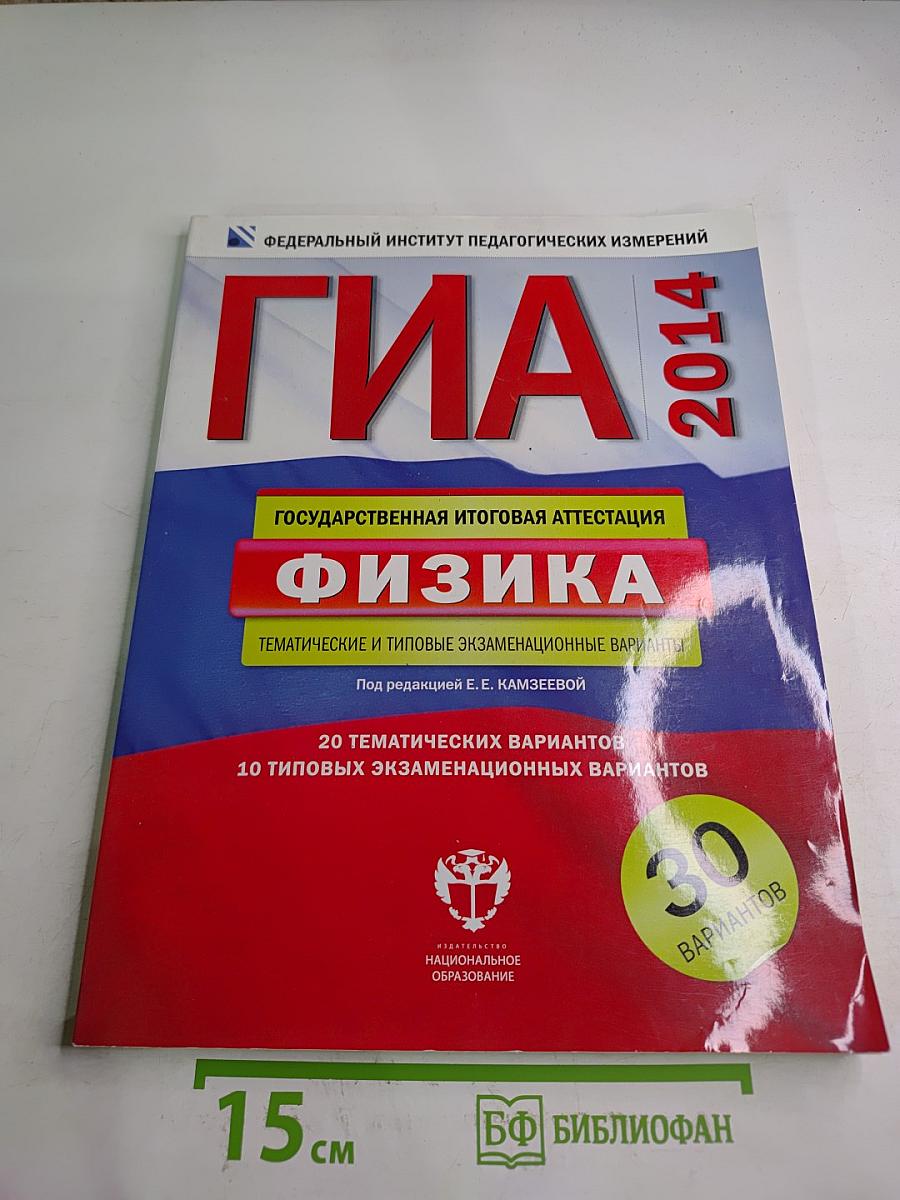 ФЕДЕРАЛЬНЫЙ ИНСТИТУТ ПЕДАГОГИЧЕСКИХ ИЗМЕРЕНИЙ
ГИА
2014
ГОСУДАРСТВЕННАЯ ИТОГОВАЯ АТТЕСТАЦИЯ
ФИЗИКА
ТЕМАТИЧЕСКИЕ И ТИПОВЫЕ ЭКЗАМЕНАЦИОННЫЕ ВАРИАНТЫ
Под редакцией Е. Е. КАМЗЕЕВОЙ
20 ТЕМАТИЧЕСКИХ ВАРИАНТОВ
10 ТИПОВЫХ ЭКЗАМЕНАЦИОННЫХ ВАРИАНТОВ
30
ВАРИАНТОВ
ИЗДАТЕЛЬСТВО
НАЦИОНАЛЬНОЕ
ОБРАЗОВАНИЕ
15 см
БФ БИБЛИОФАН